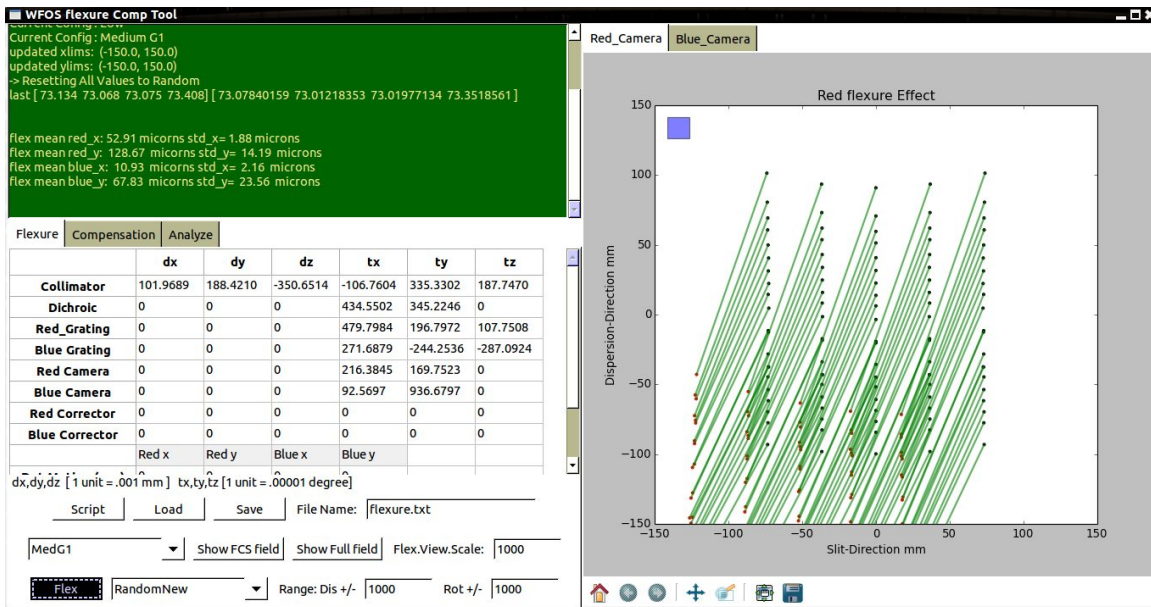 WFOS flexure Comp Tool
Current Config: Low
Current Config: Medium G1
updated xlims: (-150.0, 150.0)
updated ylims: (-150.0, 150.0)
-> Resetting All Values to Random
last [ 73.134 73.068 73.075 73.408] [ 73.07840159 73.01218353 73.01977134 73.3518561 ]
flex mean red_x: 52.91 micorns std_x= 1.88 microns
flex mean red_y: 128.67 micorns std_y= 14.19 microns
flex mean blue_x: 10.93 micorns std_x= 2.16 microns
flex mean blue_y: 67.83 micorns std_y= 23.56 microns
Flexure Compensation Analyze
dx dy dz tx ty tz
Collimator 101.9689 188.4210 -350.6514 -106.7604 335.3302 187.7470
Dichroic 0 0 0 434.5502 345.2246 0
Red_Grating 0 0 0 479.7984 196.7972 107.7508
Blue Grating 0 0 0 271.6879 -244.2536 -287.0924
Red Camera 0 0 0 216.3845 169.7523 0
Blue Camera 0 0 0 92.5697 936.6797 0
Red Corrector 0 0 0 0 0 0
Blue Corrector 0 0 0 0 0 0
Red x Red y Blue x Blue y
dx,dy,dz [ 1 unit = .001 mm ] tx,ty,tz [1 unit = .00001 degree]
Script Load Save File Name: flexure.txt
MedG1 Show FCS field Show Full field Flex.View.Scale: 1000
Flex RandomNew Range: Dis +/- 1000 Rot +/- 1000
Red_Camera Blue_Camera
Red flexure Effect
150
100
50
0
−50
−100
−150
Dispersion-Direction mm
−150 −100 −50 0 50 100 150
Slit-Direction mm